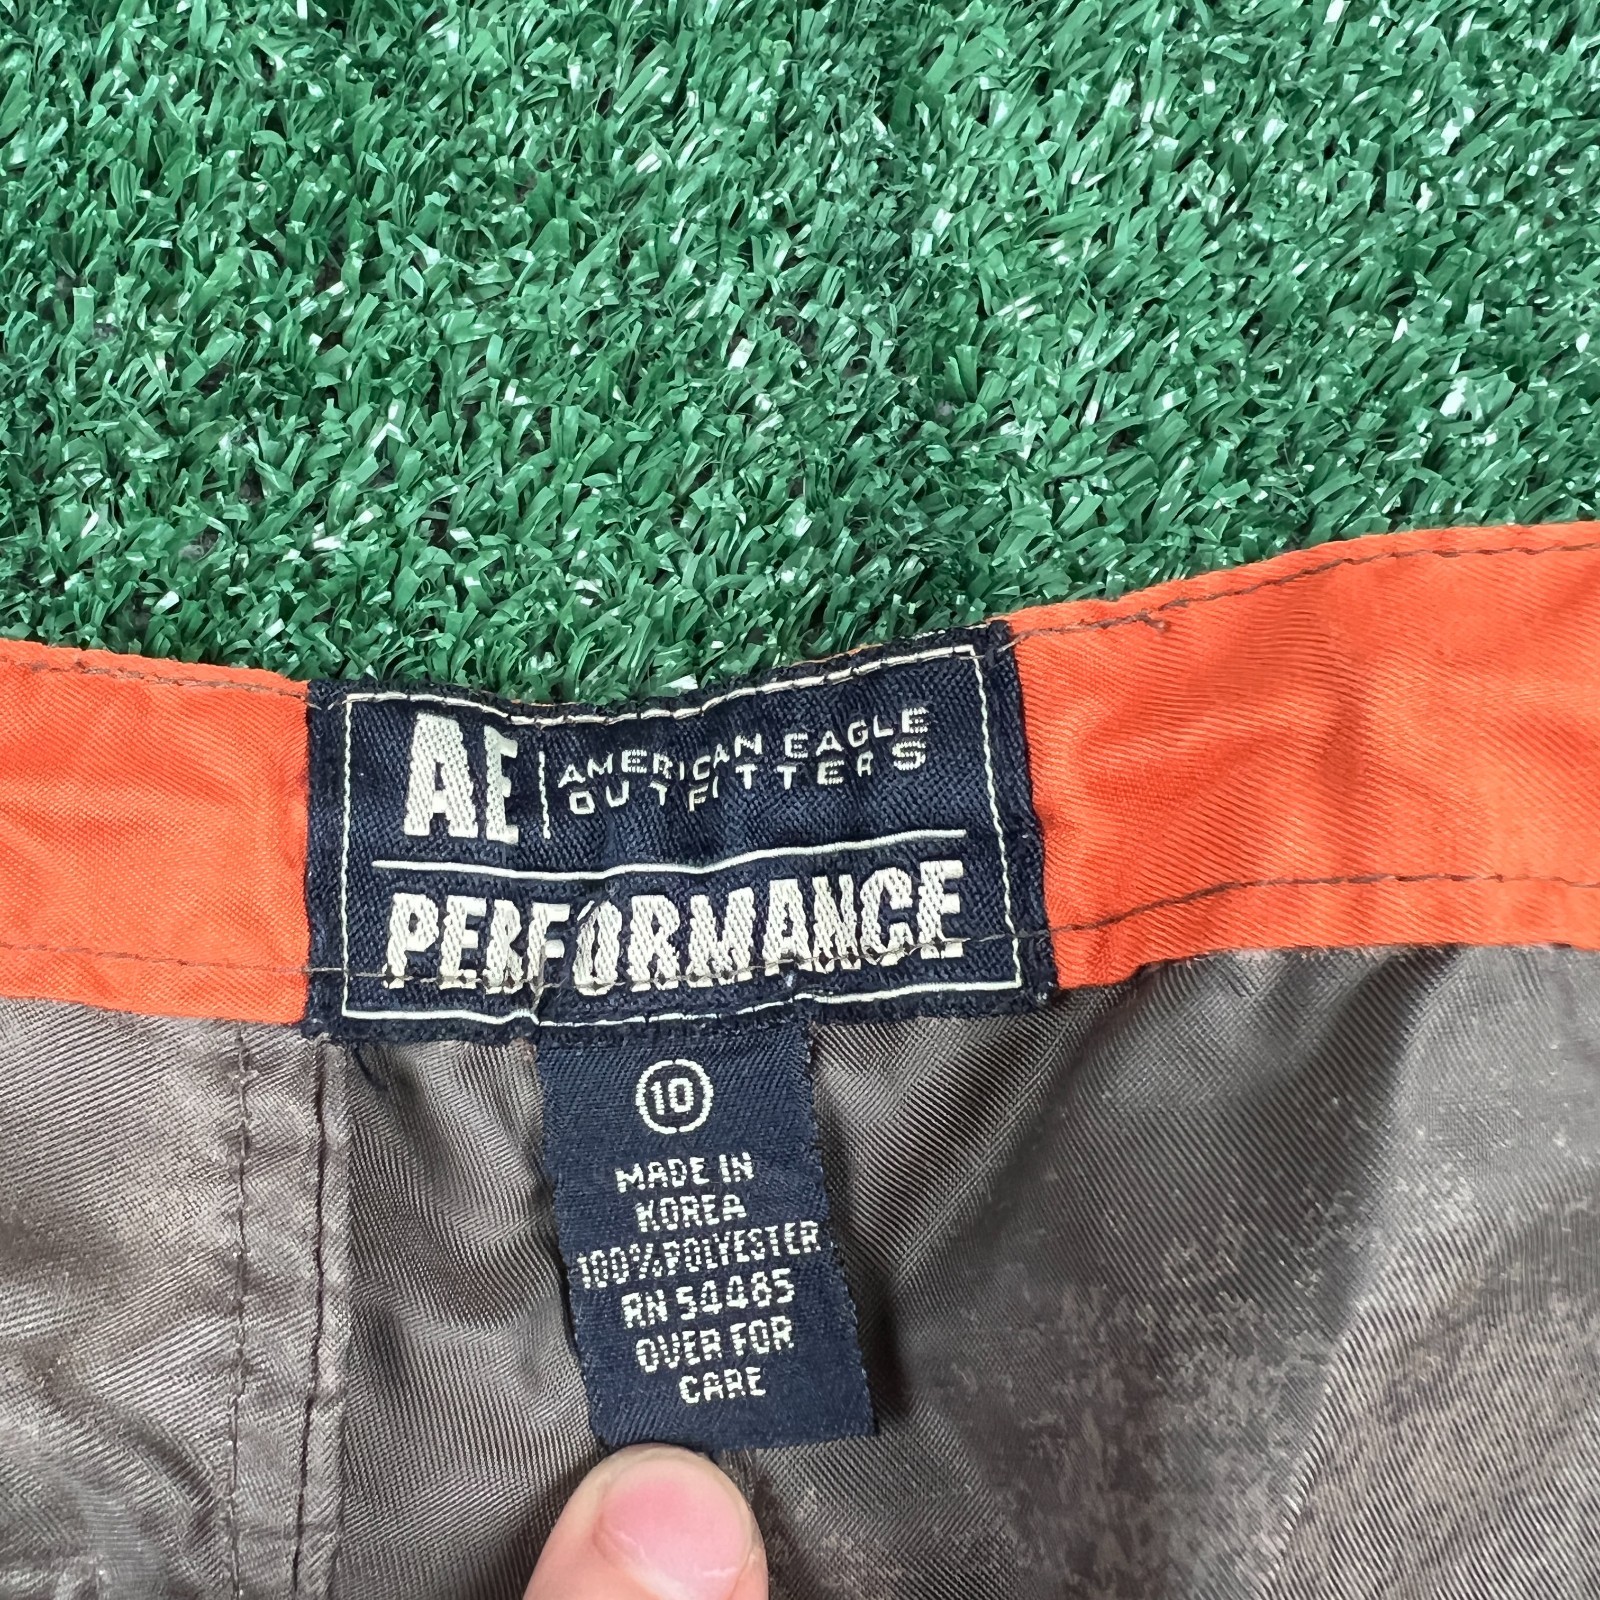 AE
AMERICAN EAGLE
OUTFITTERS
PERFORMANCE
10
MADE IN
KOREA
100%POLYESTER
RN 54485
OVER FOR
CARE